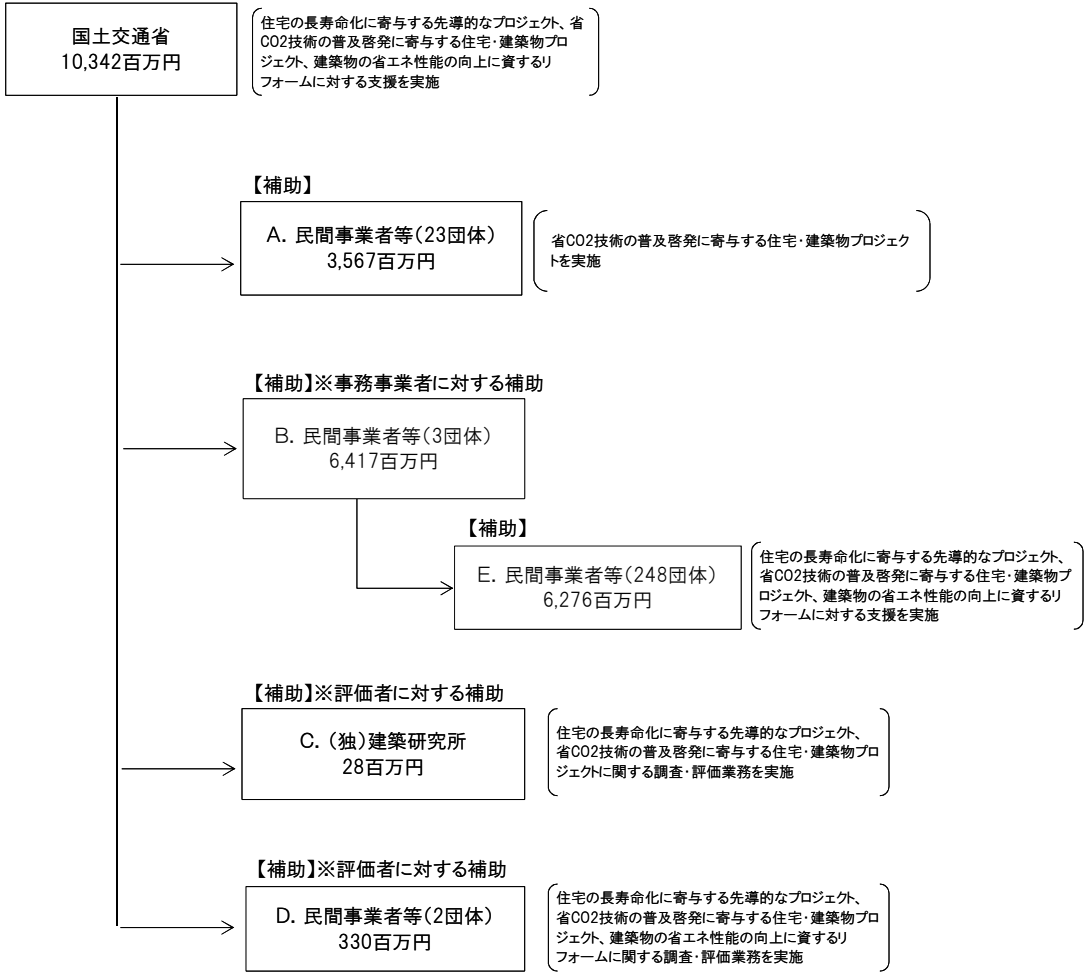 国土交通省
10,342百万円
住宅の長寿命化に寄与する先導的なプロジェクト、省
CO2技術の普及啓発に寄与する住宅・建築物プロ
ジェクト、建築物の省エネ性能の向上に資するリ
フォームに対する支援を実施
【補助】
A. 民間事業者等(23団体)
3,567百万円
省CO2技術の普及啓発に寄与する住宅・建築物プロジェク
トを実施
【補助】※事務事業者に対する補助
B. 民間事業者等(3団体)
6,417百万円
【補助】
E. 民間事業者等(248団体)
6,276百万円
住宅の長寿命化に寄与する先導的なプロジェクト、
省CO2技術の普及啓発に寄与する住宅・建築物プ
ロジェクト、建築物の省エネ性能の向上に資するリ
フォームに対する支援を実施
【補助】※評価者に対する補助
C. (独)建築研究所
28百万円
住宅の長寿命化に寄与する先導的なプロジェクト、
省CO2技術の普及啓発に寄与する住宅・建築物プロ
ジェクトに関する調査・評価業務を実施
【補助】※評価者に対する補助
D. 民間事業者等(2団体)
330百万円
住宅の長寿命化に寄与する先導的なプロジェクト、
省CO2技術の普及啓発に寄与する住宅・建築物プロ
ジェクト、建築物の省エネ性能の向上に資するリ
フォームに関する調査・評価業務を実施